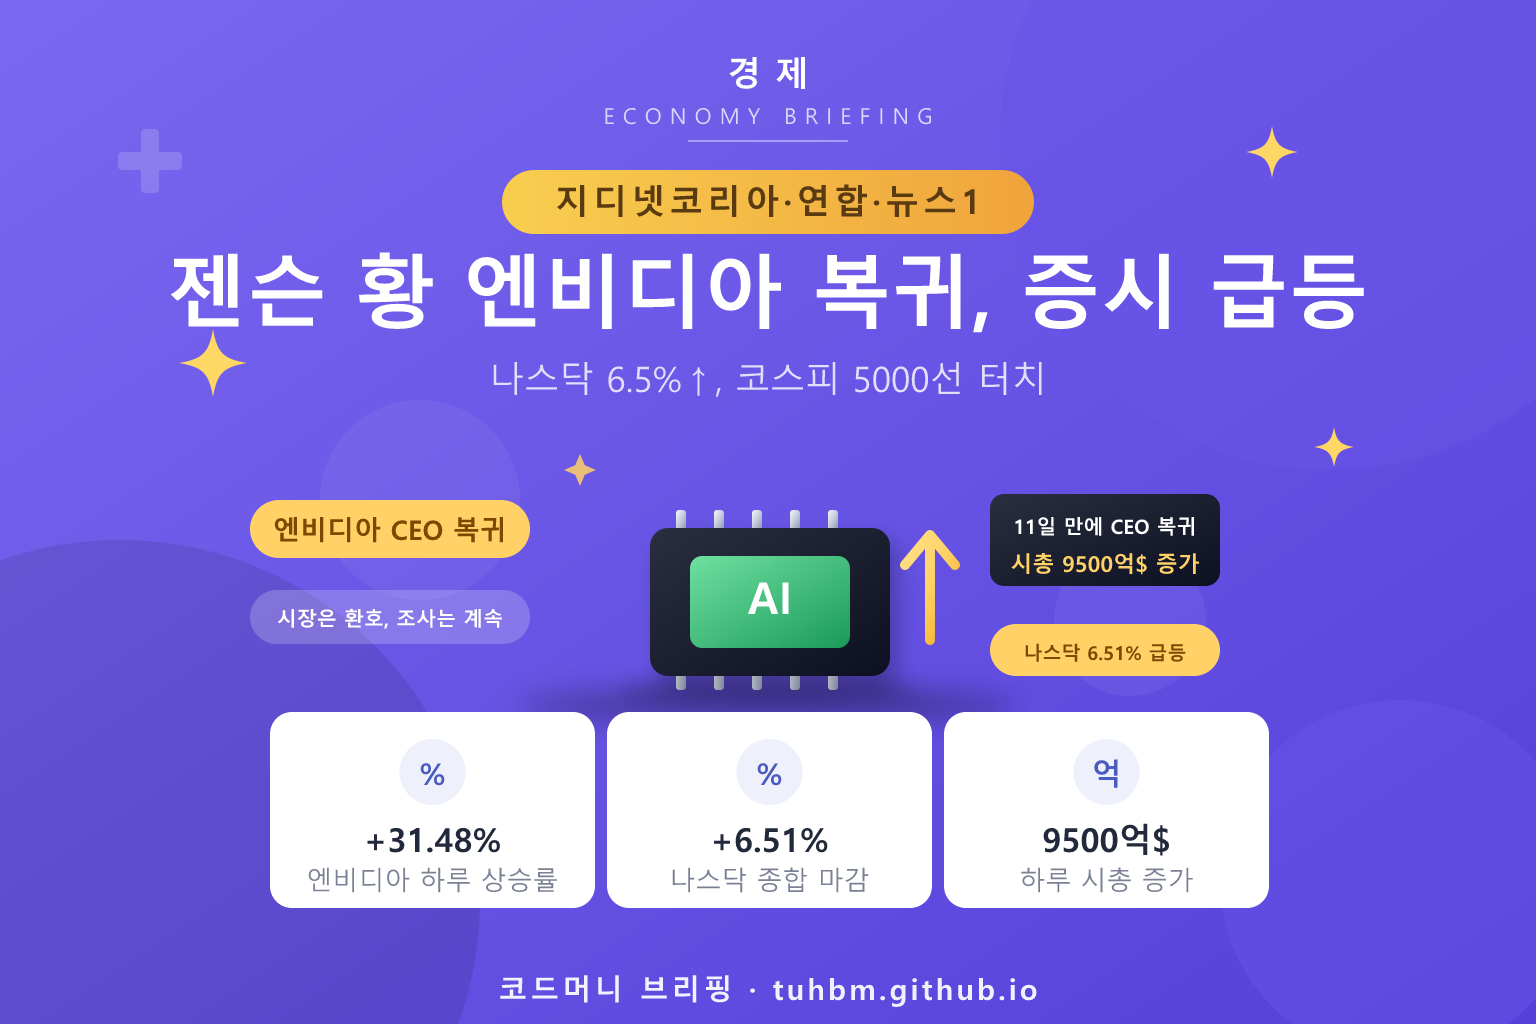 경제
ECONOMY BRIEFING
지디넷코리아·연합·뉴스1
젠슨 황 엔비디아 복귀, 증시 급등
나스닥 6.5%↑, 코스피 5000선 터치
엔비디아 CEO 복귀
시장은 환호, 조사는 계속
AI
11일 만에 CEO 복귀
시총 9500억$ 증가
나스닥 6.51% 급등
%
+31.48%
엔비디아 하루 상승률
%
+6.51%
나스닥 종합 마감
억
9500억$
하루 시총 증가
코드머니 브리핑 · tuhbm.github.io